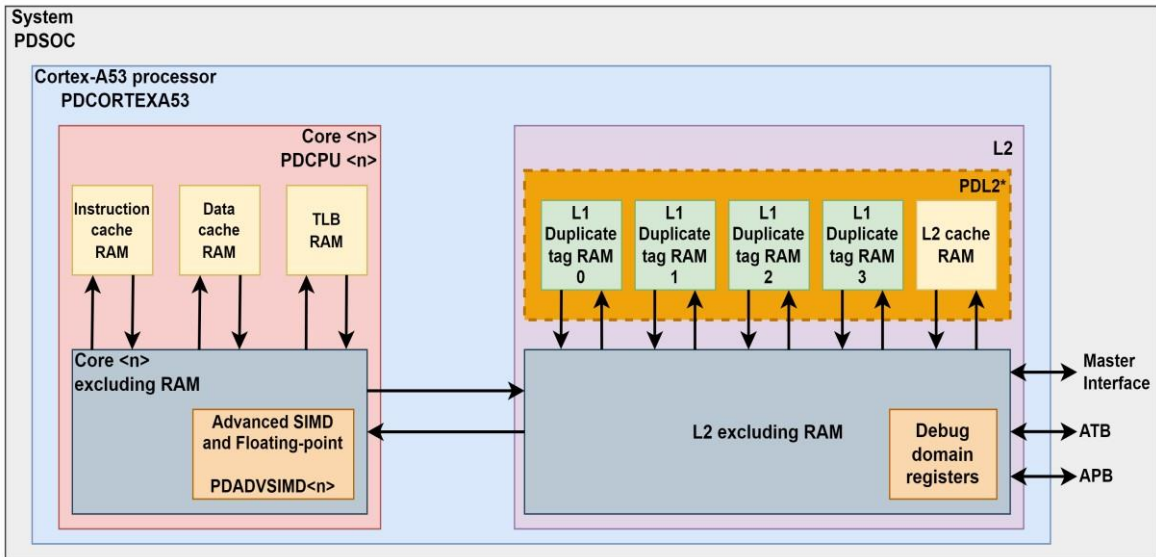 System
PDSOC
Cortex-A53 processor
PDCORTEXA53
Core <n>
PDCPU <n>
Instruction
cache
RAM
Data
cache
RAM
TLB
RAM
Core <n>
excluding RAM
Advanced SIMD
and Floating-point
PDADVSIMD<n>
L2
PDL2*
L1
Duplicate
tag RAM
0
L1
Duplicate
tag RAM
1
L1
Duplicate
tag RAM
2
L1
Duplicate
tag RAM
3
L2 cache
RAM
L2 excluding RAM
Debug
domain
registers
Master
Interface
ATB
APB